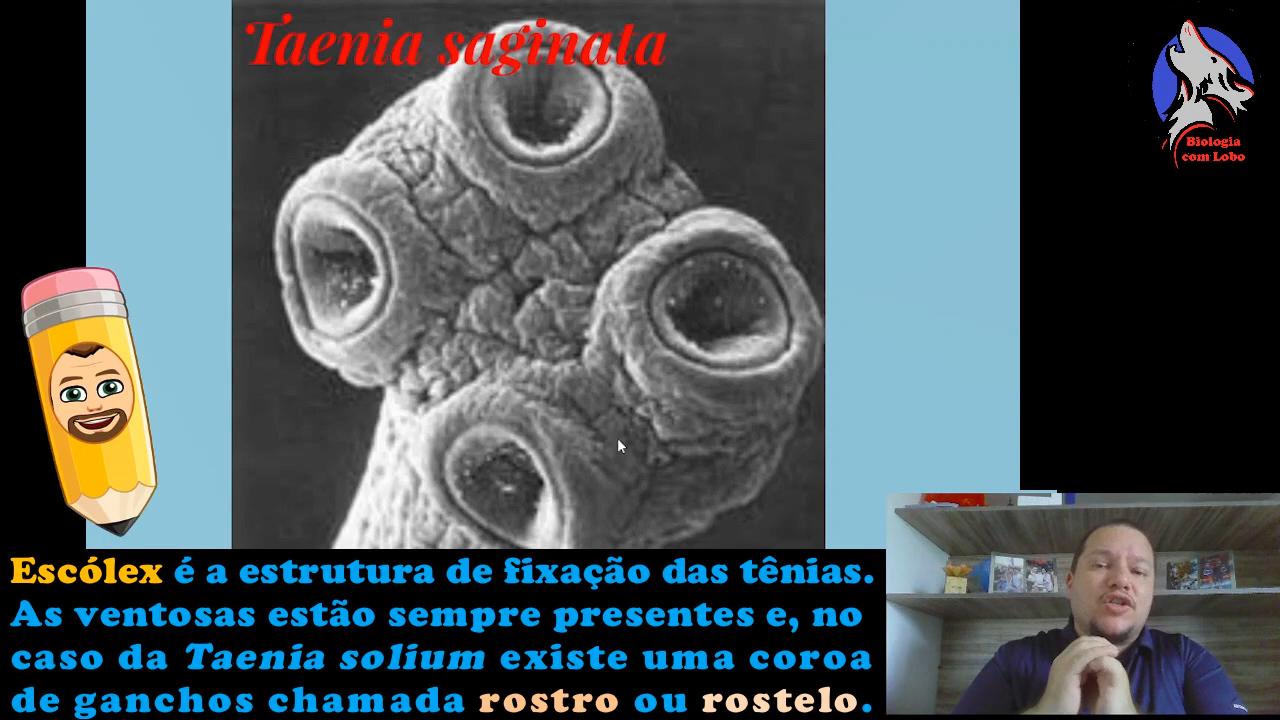 Taenia saginata
Biologia
com Lobo
Escólex é a estrutura de fixação das tênias.
As ventosas estão sempre presentes e, no
caso da Taenia solium existe uma coroa
de ganchos chamada rostro ou rostelo.